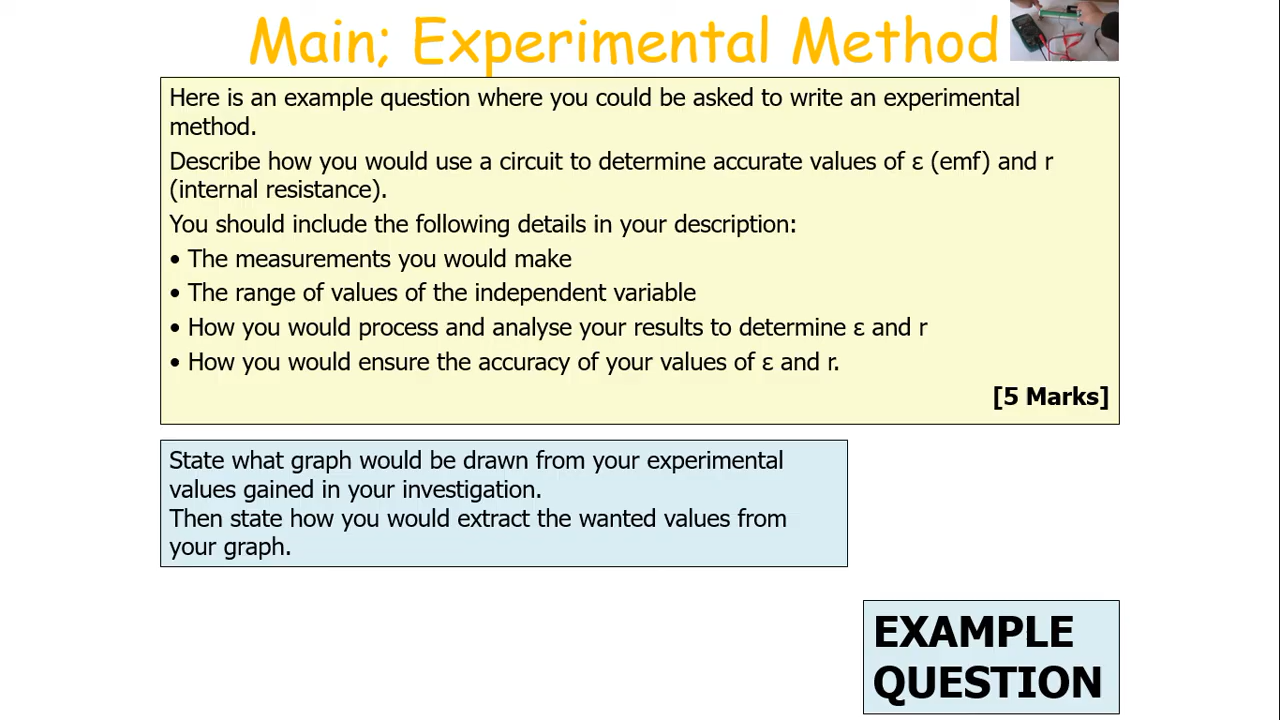 Main; Experimental Method
Here is an example question where you could be asked to write an experimental
method.
Describe how you would use a circuit to determine accurate values of ε (emf) and r
(internal resistance).
You should include the following details in your description:
• The measurements you would make
• The range of values of the independent variable
• How you would process and analyse your results to determine ε and r
• How you would ensure the accuracy of your values of ε and r.
[5 Marks]
State what graph would be drawn from your experimental
values gained in your investigation.
Then state how you would extract the wanted values from
your graph.
EXAMPLE
QUESTION